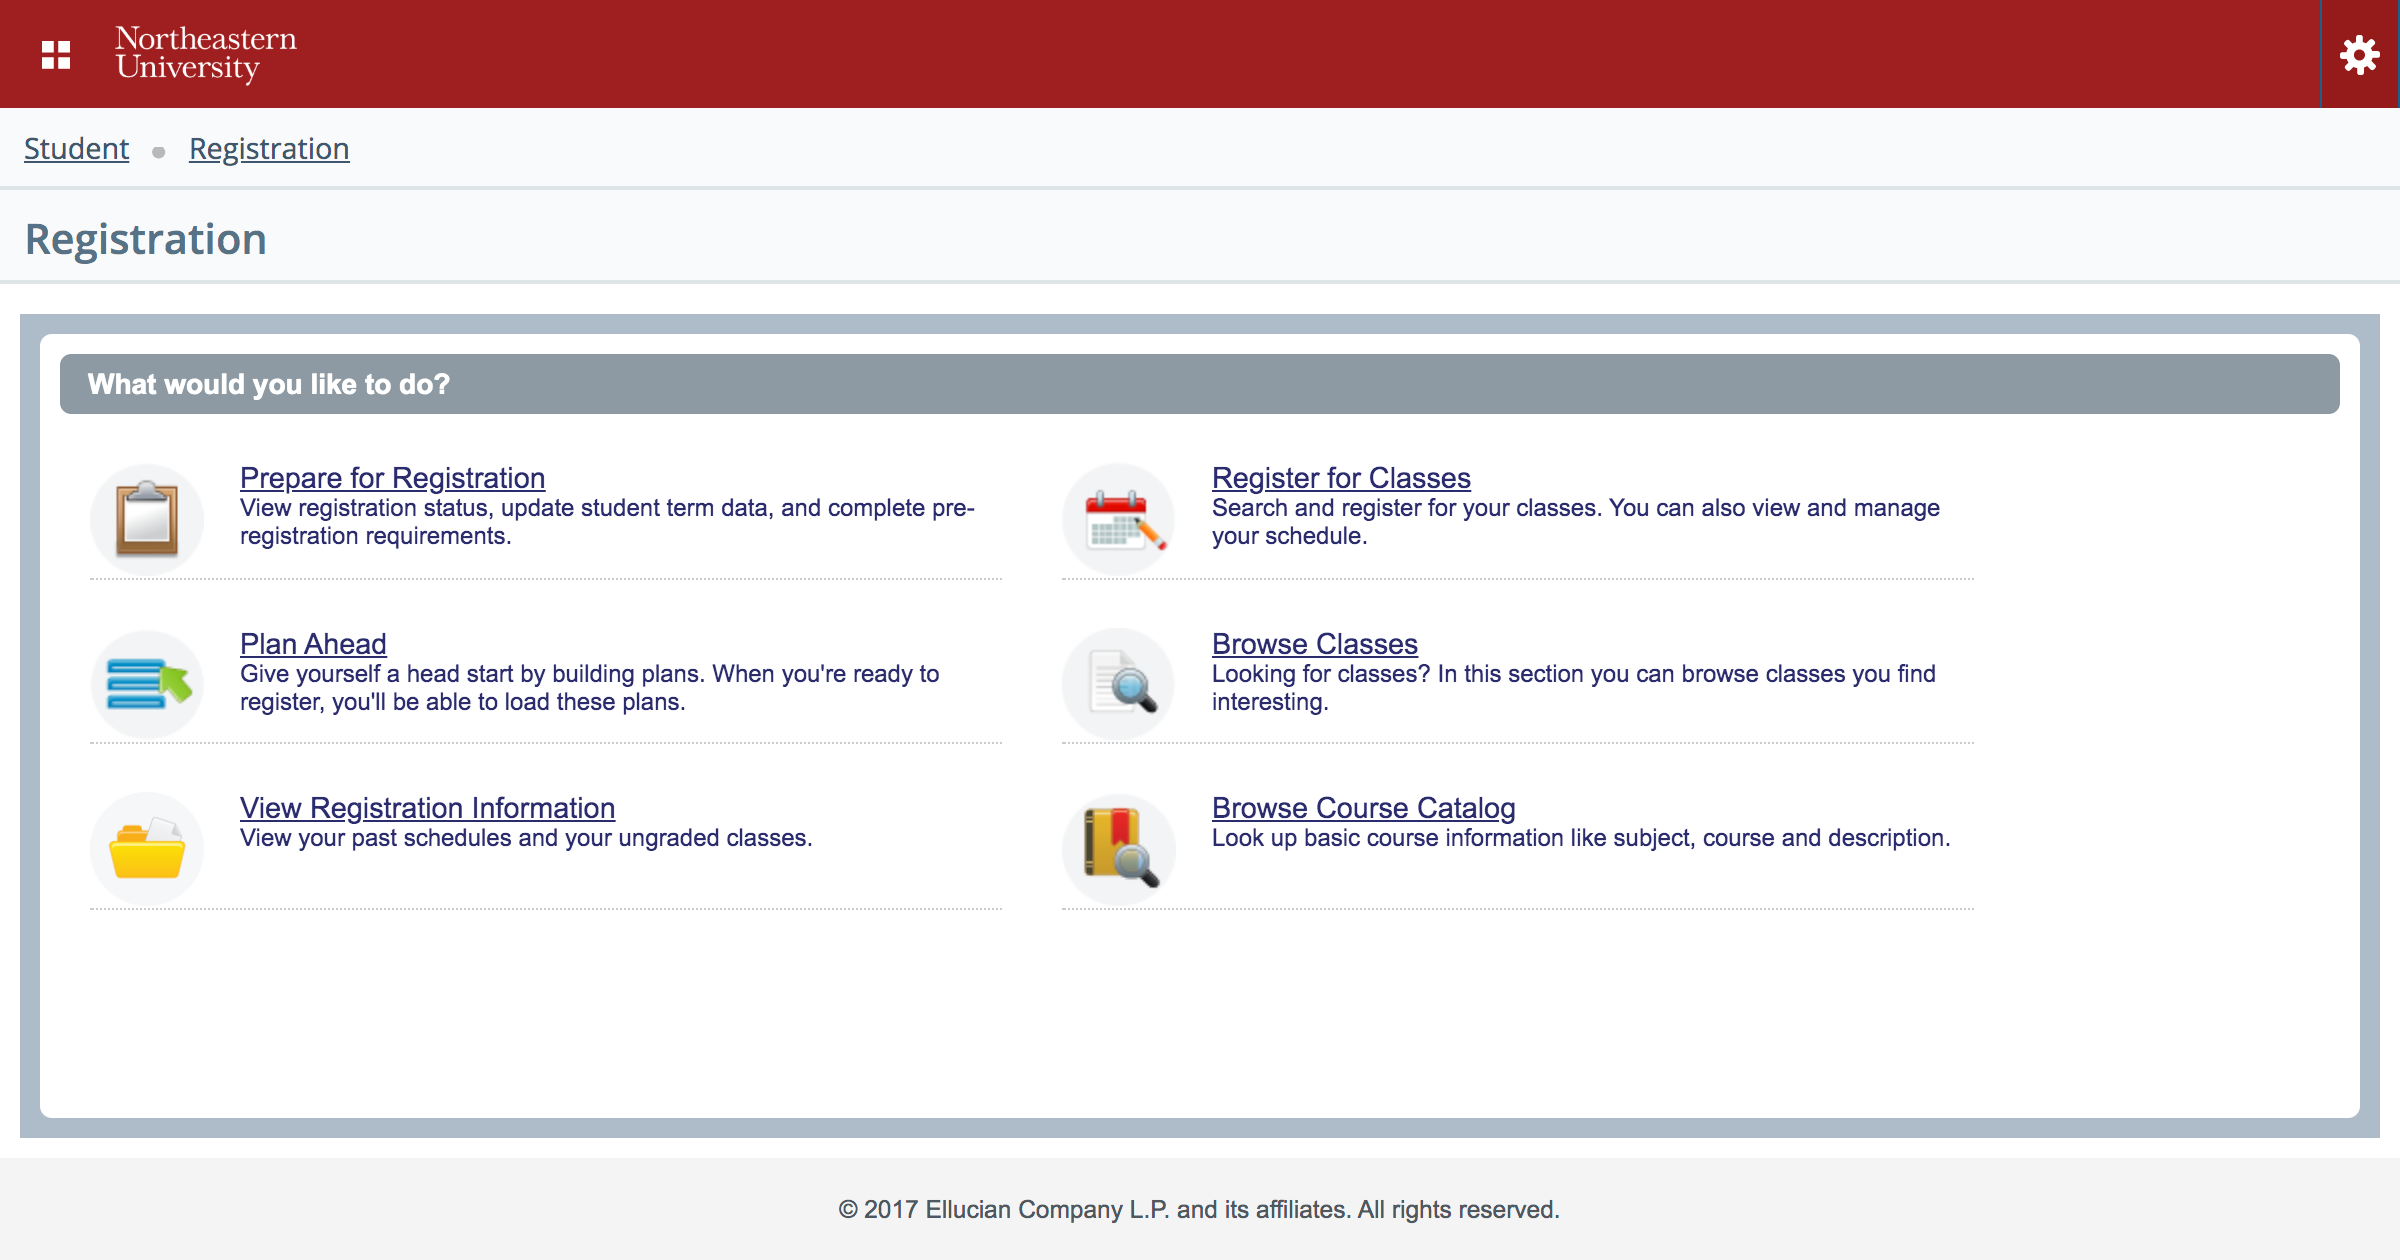 Northeastern
University
Student
Registration
Registration
What would you like to do?
Prepare for Registration
View registration status, update student term data, and complete pre-
registration requirements.
Register for Classes
Search and register for your classes. You can also view and manage
your schedule.
Plan Ahead
Give yourself a head start by building plans. When you're ready to
register, you'll be able to load these plans.
Browse Classes
Looking for classes? In this section you can browse classes you find
interesting.
View Registration Information
View your past schedules and your ungraded classes.
Browse Course Catalog
Look up basic course information like subject, course and description.
© 2017 Ellucian Company L.P. and its affiliates. All rights reserved.